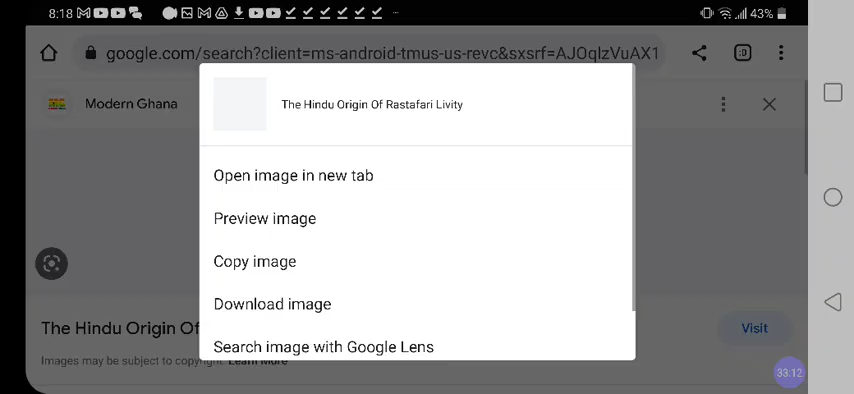 8:18
43%
google.com/search?client=ms-android-tmus-us-revc&sxsrf=AJOqlzVuAX1
:D
Modern Ghana
The Hindu Origin Of Rastafari Livity
Open image in new tab
Preview image
Copy image
Download image
The Hindu Origin Of
Visit
Search image with Google Lens
Images may be subject to copyright. Learn More
33:12